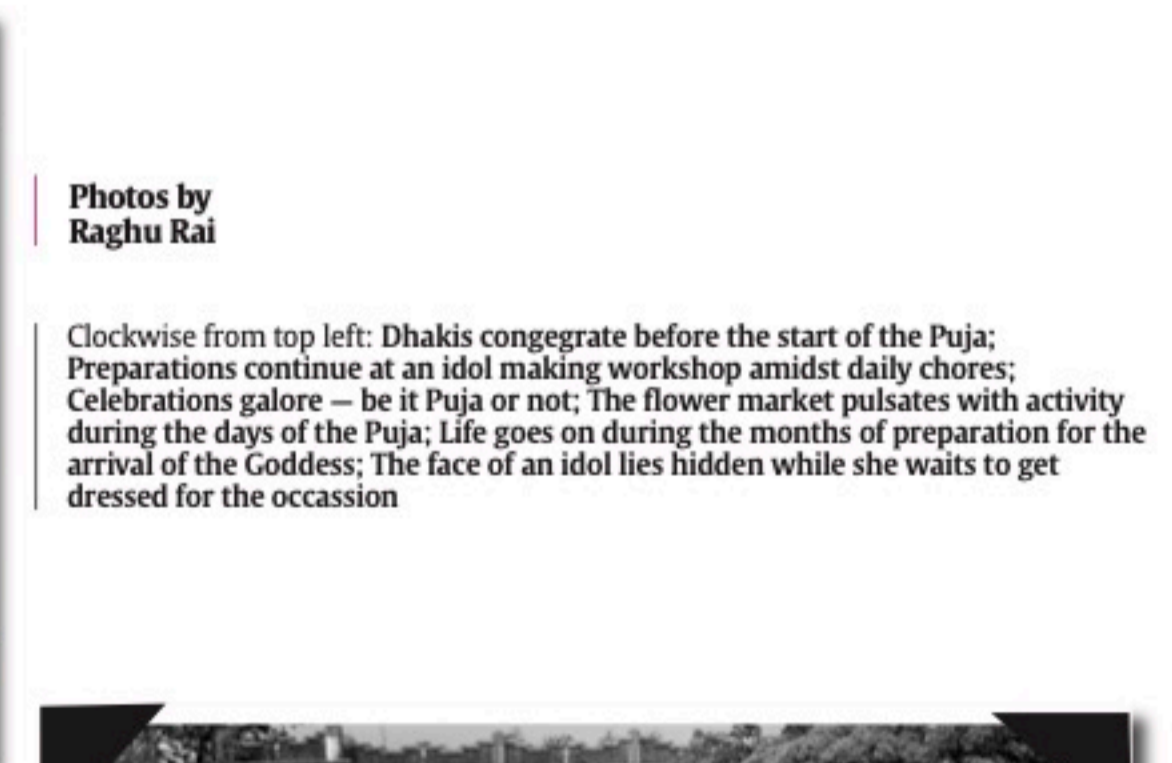 Photos by
Raghu Rai
Clockwise from top left: Dhakis congegrate before the start of the Puja;
Preparations continue at an idol making workshop amidst daily chores;
Celebrations galore — be it Puja or not; The flower market pulsates with activity
during the days of the Puja; Life goes on during the months of preparation for the
arrival of the Goddess; The face of an idol lies hidden while she waits to get
dressed for the occassion